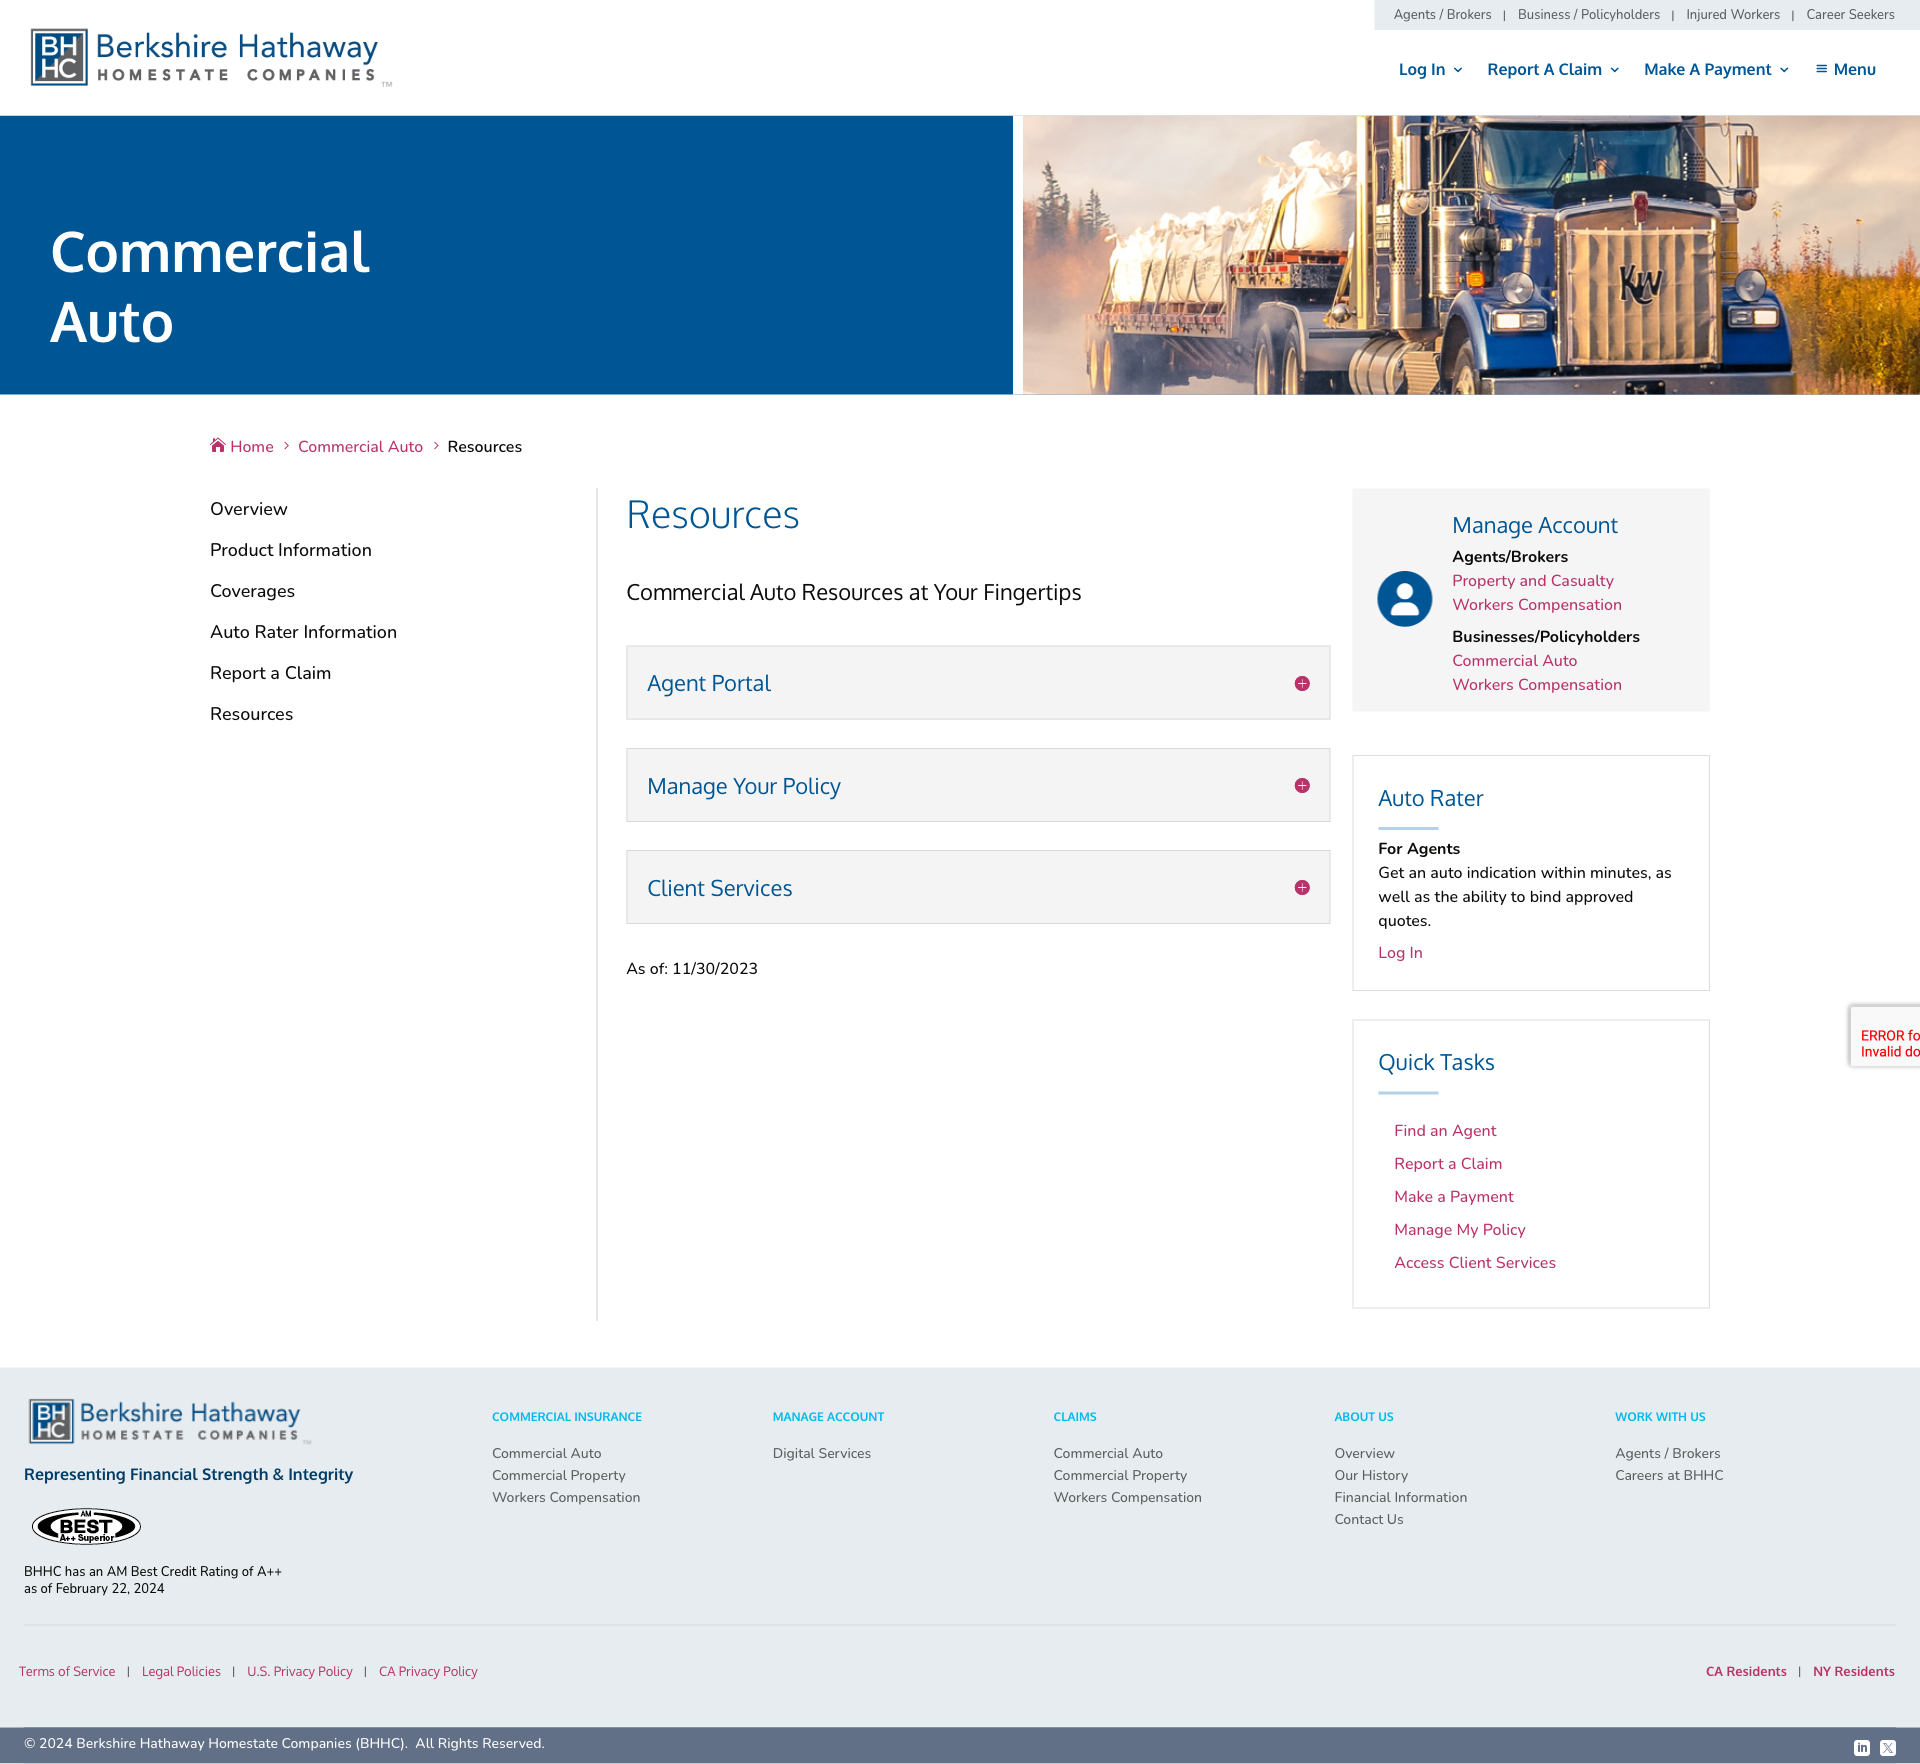 Agents / Brokers | Business / Policyholders | Injured Workers | Career Seekers
BH
HC
Berkshire Hathaway
HOMESTATE COMPANIES ™
Log In
Report A Claim
Make A Payment
Menu
Commercial
Auto
KW
Home
Commercial Auto
Resources
Overview
Product Information
Coverages
Auto Rater Information
Report a Claim
Resources
Resources
Commercial Auto Resources at Your Fingertips
Agent Portal
Manage Your Policy
Client Services
As of: 11/30/2023
Manage Account
Agents/Brokers
Property and Casualty
Workers Compensation
Businesses/Policyholders
Commercial Auto
Workers Compensation
Auto Rater
For Agents
Get an auto indication within minutes, as
well as the ability to bind approved
quotes.
Log In
ERROR fo
Invalid do
Quick Tasks
Find an Agent
Report a Claim
Make a Payment
Manage My Policy
Access Client Services
BH
HC
Berkshire Hathaway
HOMESTATE COMPANIES ™
Representing Financial Strength & Integrity
AM
BEST
A++ Superior
BHHC has an AM Best Credit Rating of A++
as of February 22, 2024
COMMERCIAL INSURANCE
Commercial Auto
Commercial Property
Workers Compensation
MANAGE ACCOUNT
Digital Services
CLAIMS
Commercial Auto
Commercial Property
Workers Compensation
ABOUT US
Overview
Our History
Financial Information
Contact Us
WORK WITH US
Agents / Brokers
Careers at BHHC
Terms of Service | Legal Policies | U.S. Privacy Policy | CA Privacy Policy
CA Residents | NY Residents
© 2024 Berkshire Hathaway Homestate Companies (BHHC). All Rights Reserved.
in
X